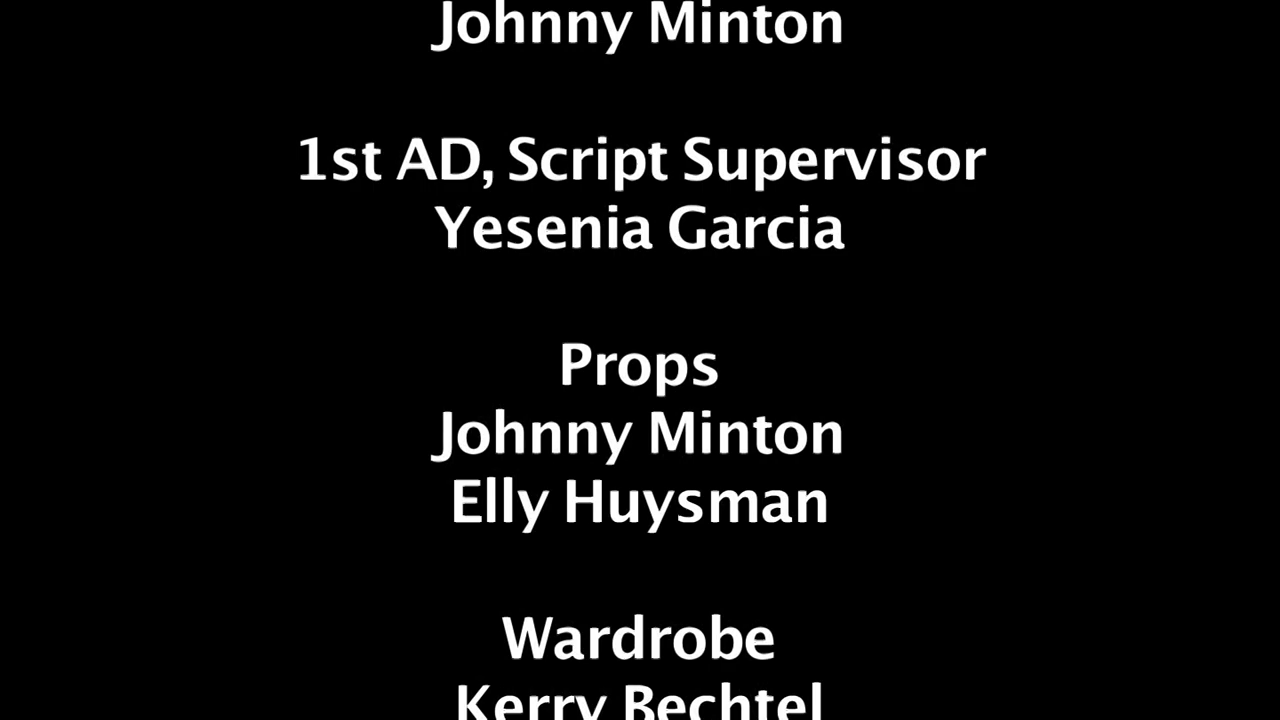 Johnny Minton
1st AD, Script Supervisor
Yesenia Garcia
Props
Johnny Minton
Elly Huysman
Wardrobe
Kerry Bechtel